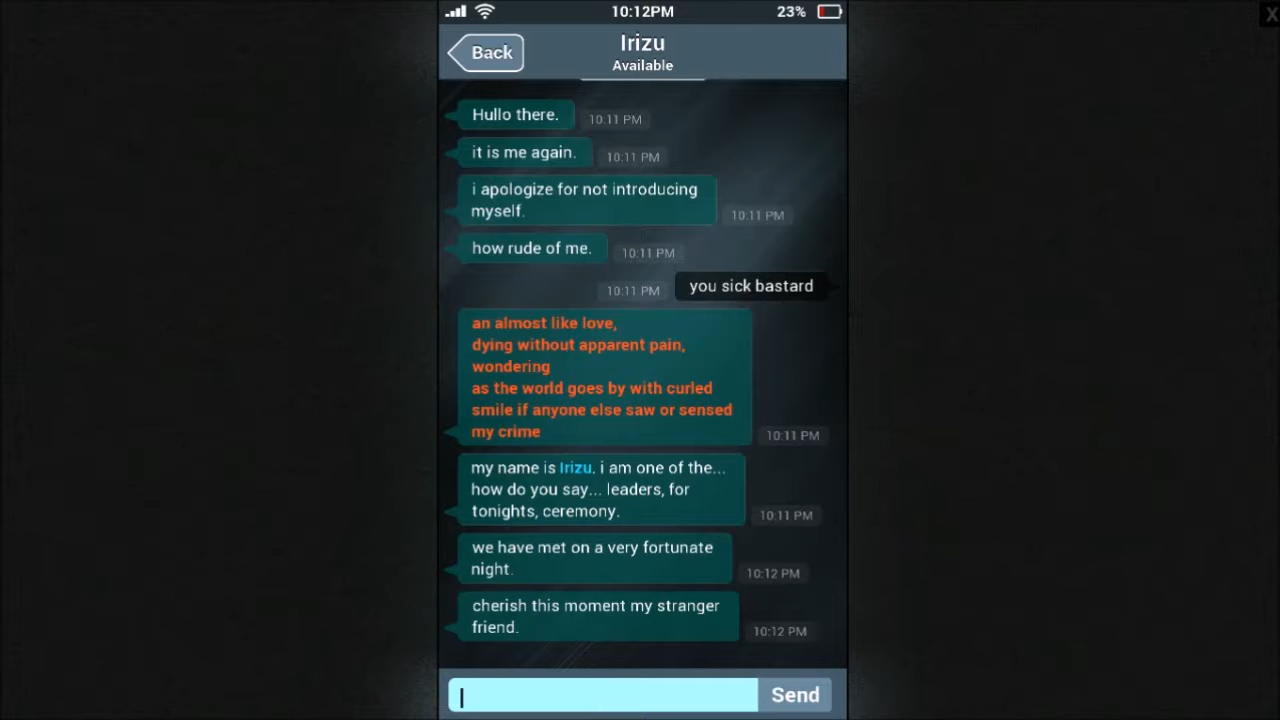 10:12PM
23%
X
Back
Irizu
Available
Hullo there.
10:11 PM
it is me again.
10:11 PM
i apologize for not introducing
myself.
10:11 PM
how rude of me.
10:11 PM
10:11 PM
you sick bastard
an almost like love,
dying without apparent pain,
wondering
as the world goes by with curled
smile if anyone else saw or sensed
my crime
10:11 PM
my name is Irizu. i am one of the...
how do you say... leaders, for
tonights, ceremony.
10:11 PM
we have met on a very fortunate
night.
10:12 PM
cherish this moment my stranger
friend.
10:12 PM
Send